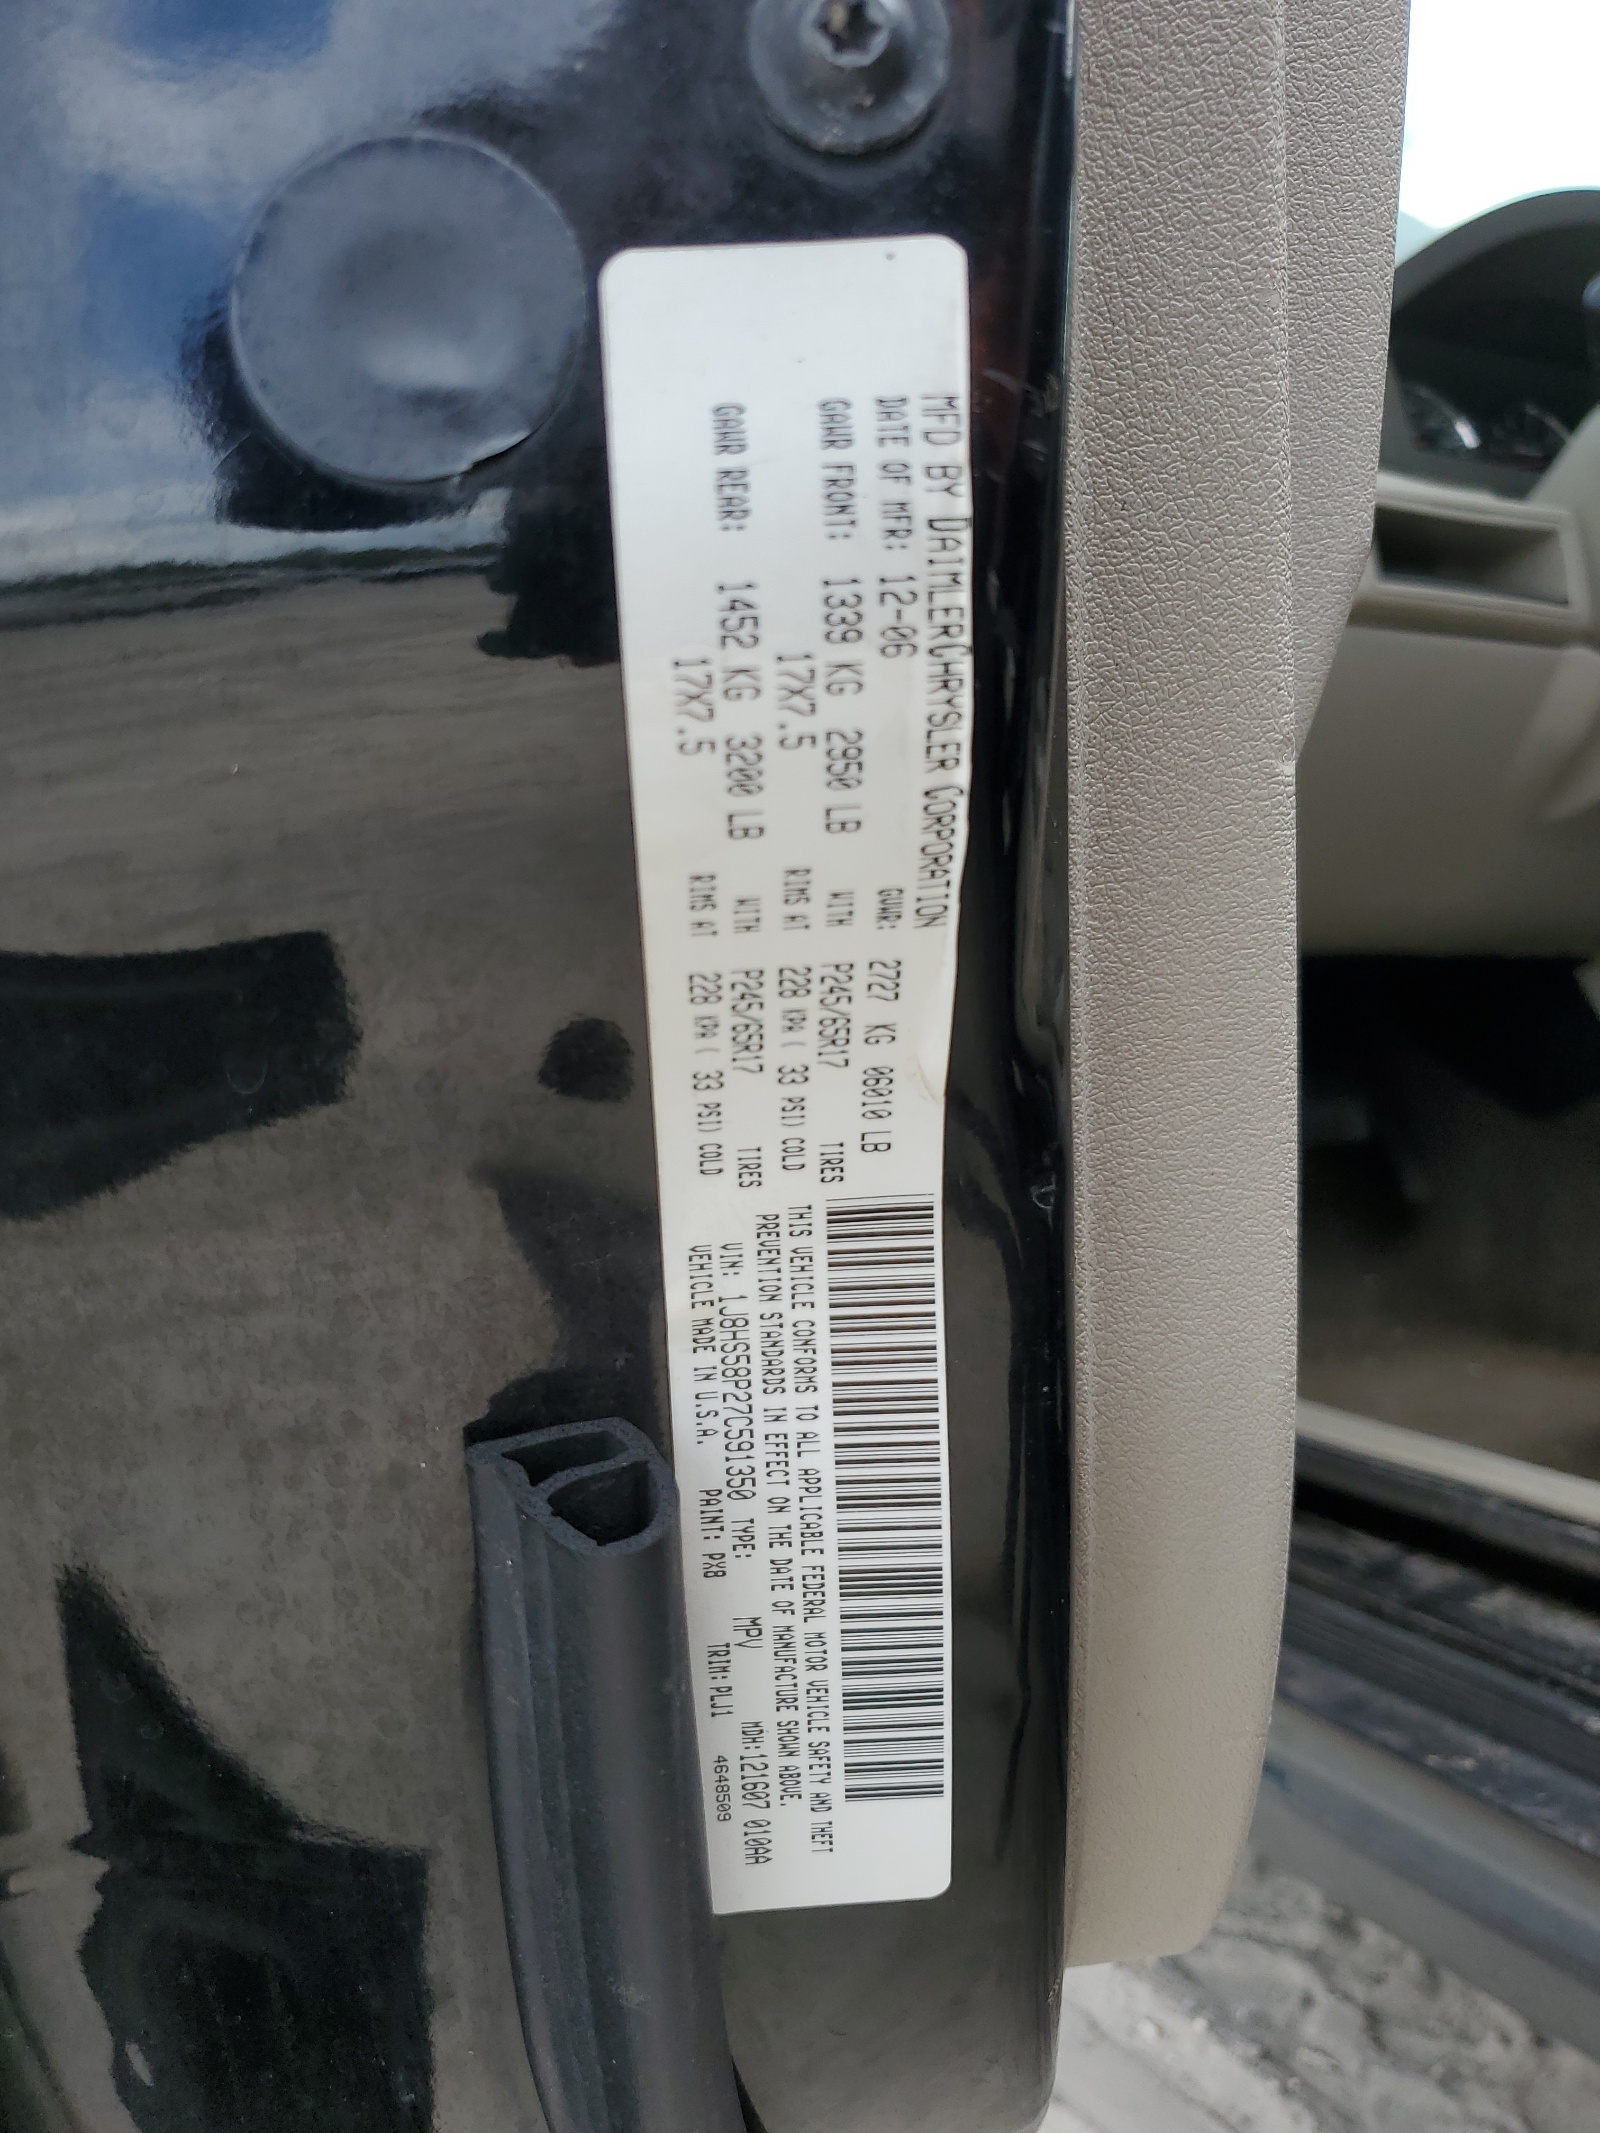 MFD BY DAIMLERCHRYSLER CORPORATION
DATE OF MFR: 12-06 GVWR: 2727 KG 06010 LB
GAWR FRONT: 1339 KG 2950 LB WITH P245/65R17 TIRES
17X7.5 RIMS AT 228 KPA ( 33 PSI) COLD
GAWR REAR: 1452 KG 3200 LB WITH P245/65R17 TIRES
17X7.5 RIMS AT 228 KPA ( 33 PSI) COLD
THIS VEHICLE CONFORMS TO ALL APPLICABLE FEDERAL MOTOR VEHICLE SAFETY AND THEFT
PREVENTION STANDARDS IN EFFECT ON THE DATE OF MANUFACTURE SHOWN ABOVE.
VIN: 1J8HS58P27C591350 TYPE: MPV MDH:121607 010AA
VEHICLE MADE IN U.S.A. PAINT: PX8 TRIM: PLJ1 4648509